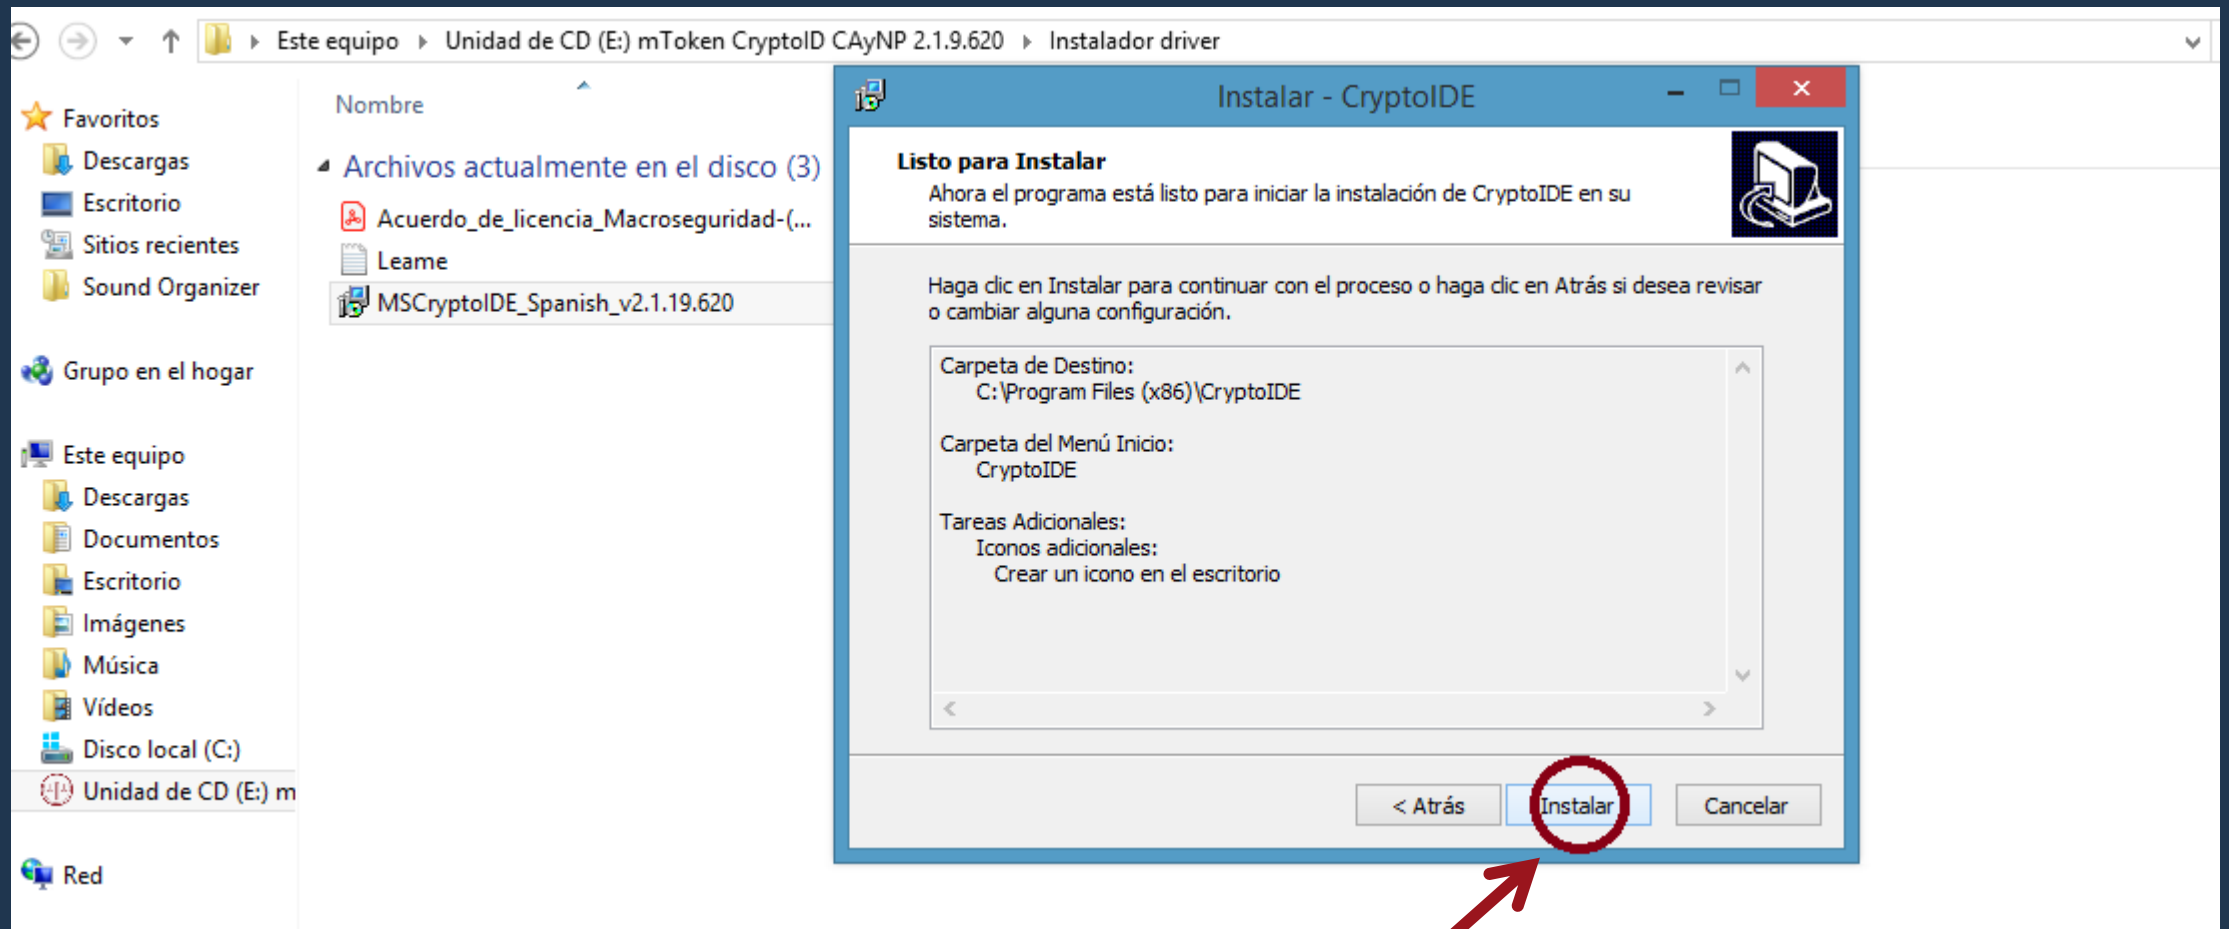 Este equipo Unidad de CD (E:) mToken CryptoID CAyNP 2.1.9.620 Instalador driver
Favoritos
Descargas
Escritorio
Sitios recientes
Sound Organizer
Grupo en el hogar
Este equipo
Descargas
Documentos
Escritorio
Imágenes
Música
Vídeos
Disco local (C:)
Unidad de CD (E:) m
Red
Nombre
Archivos actualmente en el disco (3)
Acuerdo_de_licencia_Macroseguridad-(...
Leame
MSCryptoIDE_Spanish_v2.1.19.620
Instalar - CryptoIDE
Listo para Instalar
Ahora el programa está listo para iniciar la instalación de CryptoIDE en su
sistema.
Haga clic en Instalar para continuar con el proceso o haga clic en Atrás si desea revisar
o cambiar alguna configuración.
Carpeta de Destino:
C:\Program Files (x86)\CryptoIDE
Carpeta del Menú Inicio:
CryptoIDE
Tareas Adicionales:
Iconos adicionales:
Crear un icono en el escritorio
< Atrás Instalar Cancelar